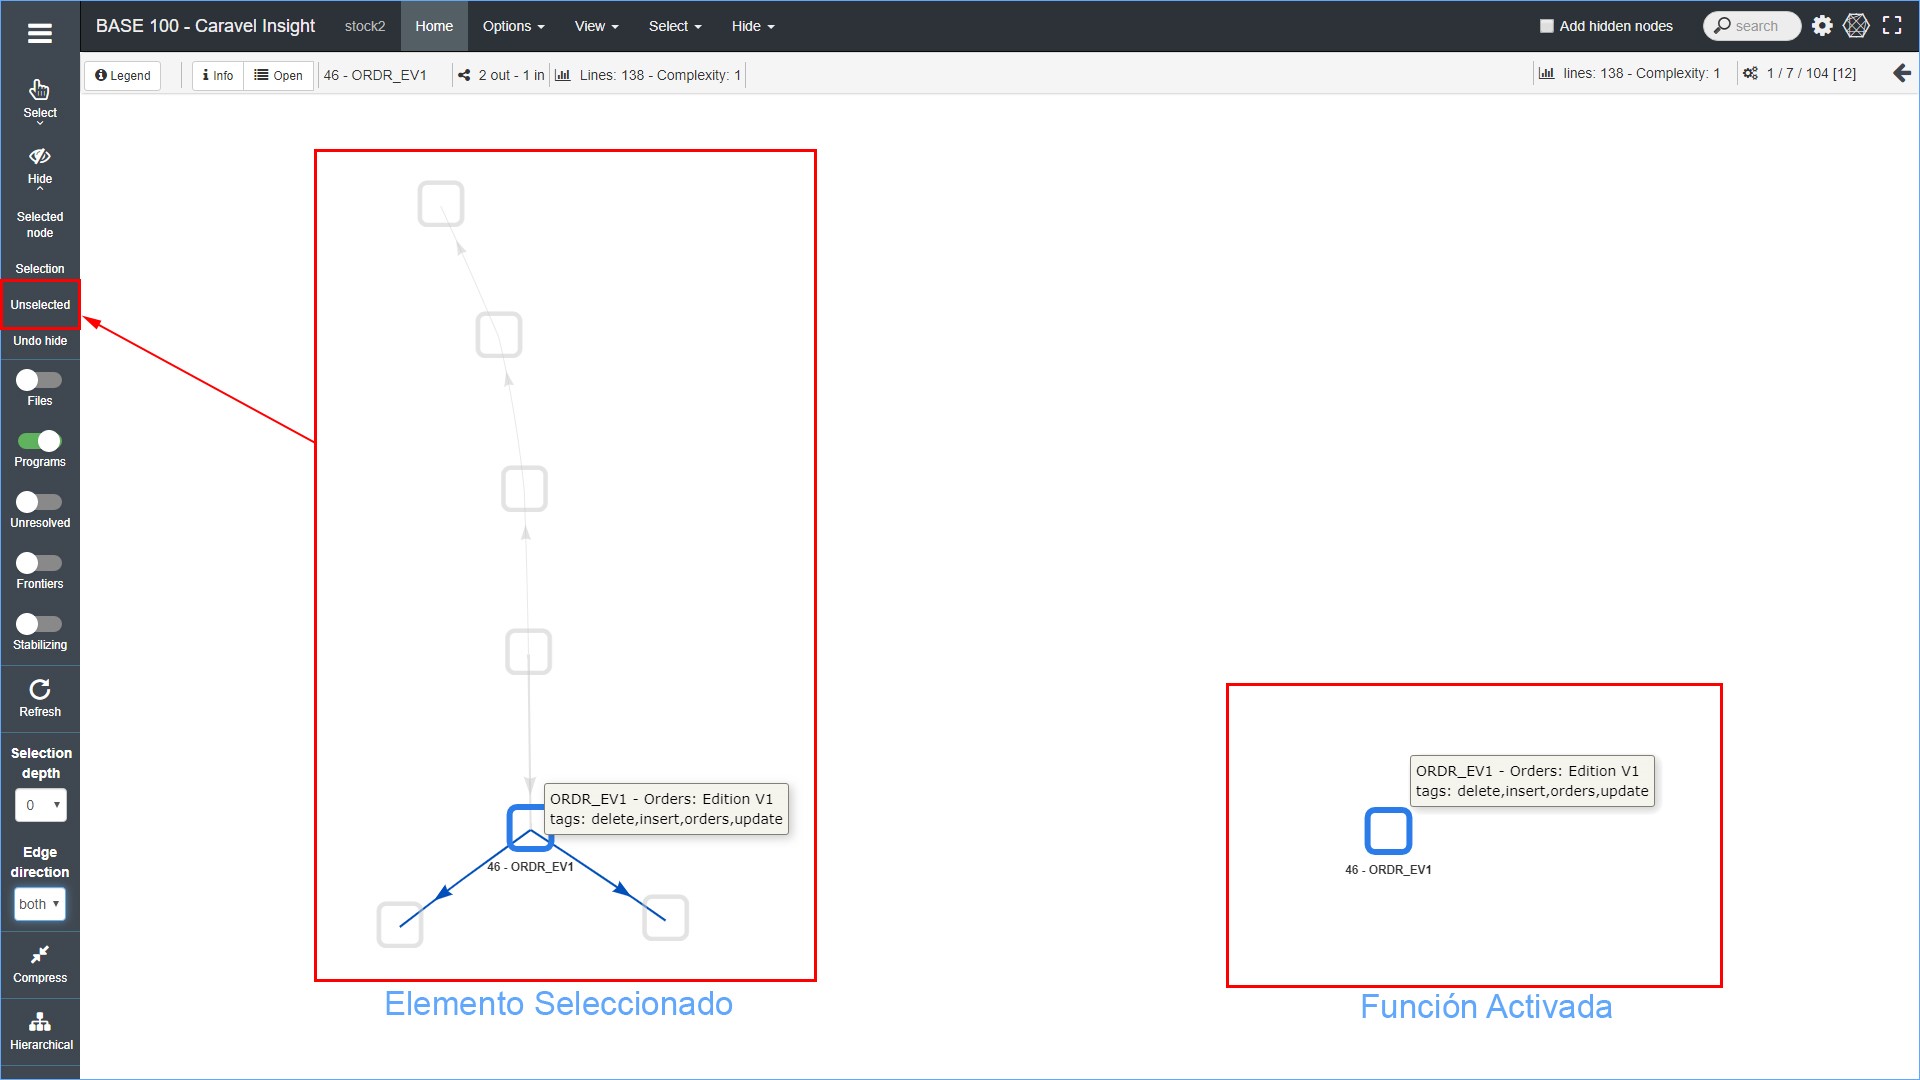 BASE 100 - Caravel Insight
stock2
Home
Options
View
Select
Hide
Add hidden nodes
search
Legend
Info
Open
46 - ORDR_EV1
2 out - 1 in
Lines: 138 - Complexity: 1
lines: 138 - Complexity: 1
1 / 7 / 104 [12]
Select
Hide
Selected
node
Selection
Unselected
Undo hide
Files
Programs
Unresolved
Frontiers
Stabilizing
Refresh
Selection
depth
0
Edge
direction
both
Compress
Hierarchical
ORDR_EV1 - Orders: Edition V1
tags: delete,insert,orders,update
46 - ORDR_EV1
Elemento Seleccionado
ORDR_EV1 - Orders: Edition V1
tags: delete,insert,orders,update
46 - ORDR_EV1
Función Activada